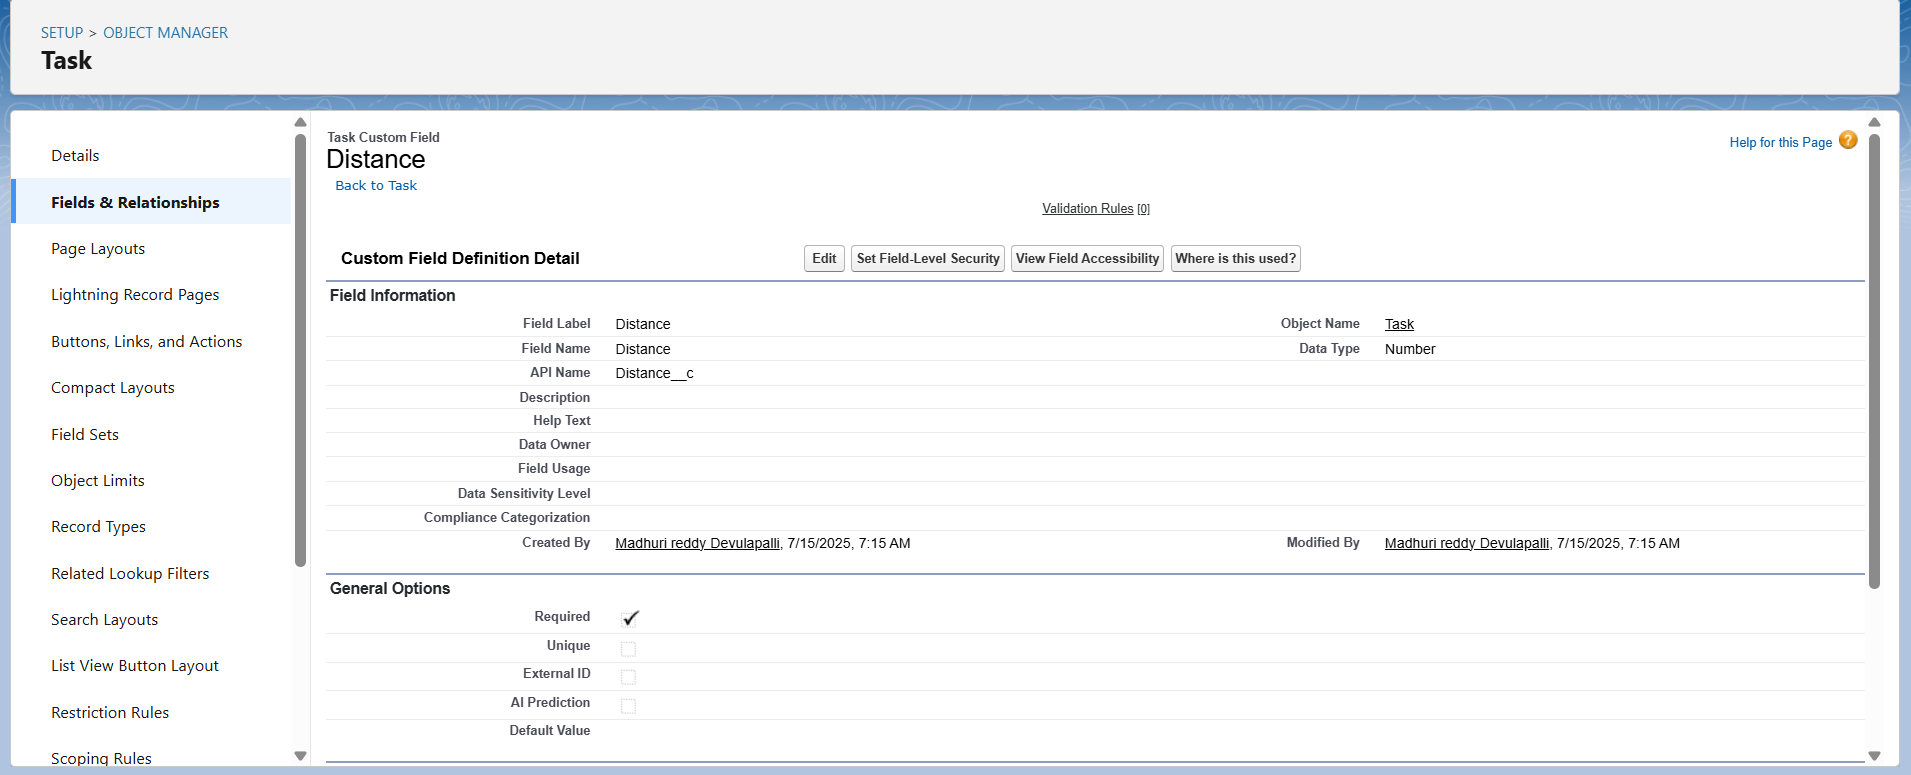 SETUP > OBJECT MANAGER
Task
Details
Fields & Relationships
Page Layouts
Lightning Record Pages
Buttons, Links, and Actions
Compact Layouts
Field Sets
Object Limits
Record Types
Related Lookup Filters
Search Layouts
List View Button Layout
Restriction Rules
Scoping Rules
Task Custom Field
Distance
Back to Task
Help for this Page ?
Validation Rules [0]
Custom Field Definition Detail
Edit
Set Field-Level Security
View Field Accessibility
Where is this used?
Field Information
Field Label Distance Object Name Task
Field Name Distance Data Type Number
API Name Distance__c
Description
Help Text
Data Owner
Field Usage
Data Sensitivity Level
Compliance Categorization
Created By Madhuri reddy Devulapalli, 7/15/2025, 7:15 AM Modified By Madhuri reddy Devulapalli, 7/15/2025, 7:15 AM
General Options
Required
Unique
External ID
AI Prediction
Default Value